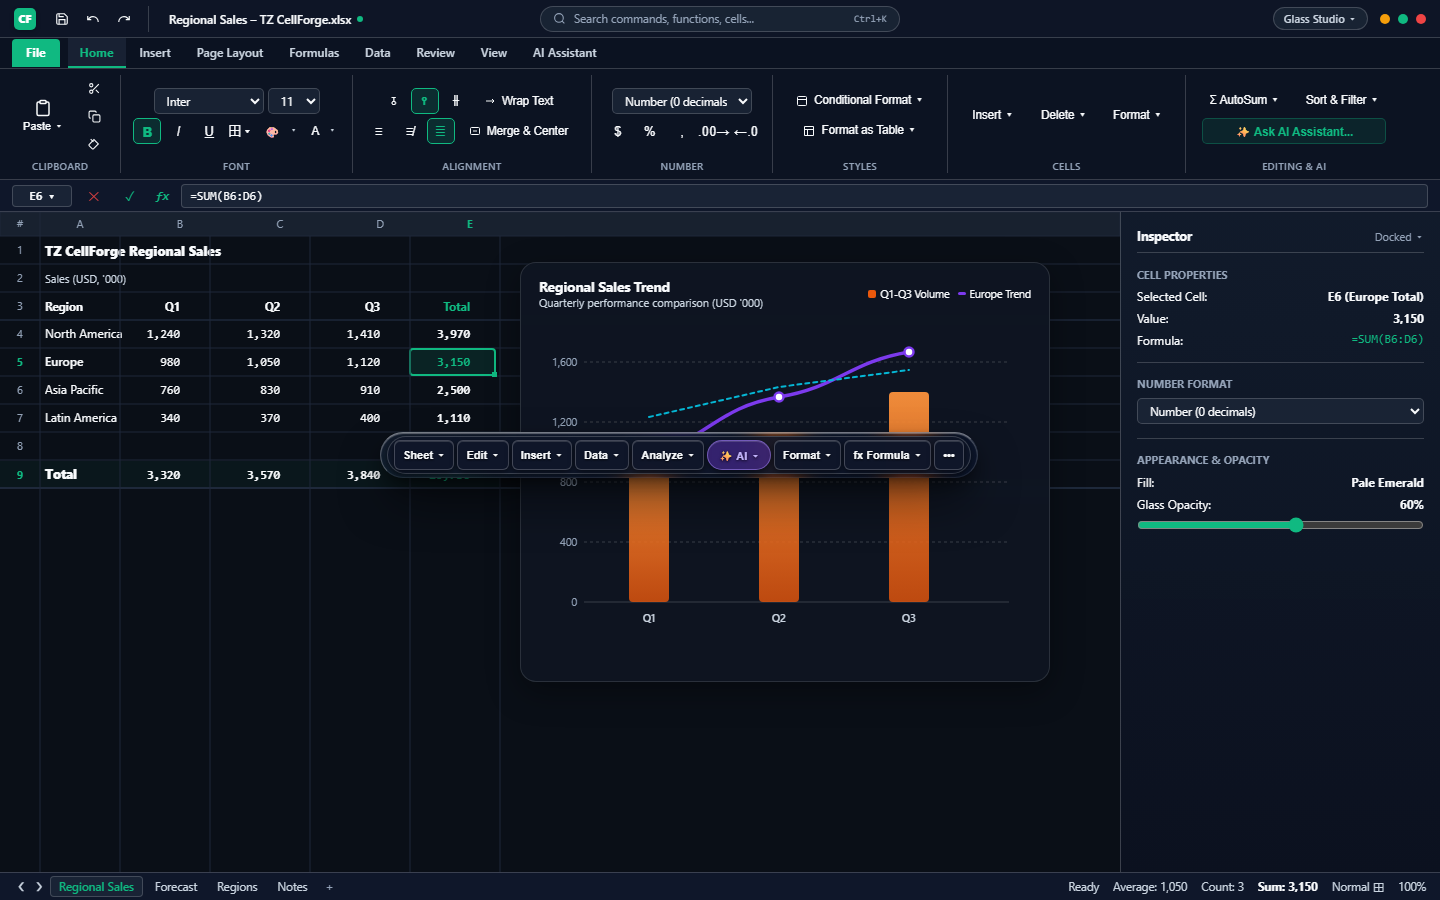 CF Regional Sales – TZ CellForge.xlsx Search commands, functions, cells... Ctrl+K Glass Studio
File Home Insert Page Layout Formulas Data Review View AI Assistant
Paste
CLIPBOARD
Inter 11
B I U A
FONT
Wrap Text
Merge & Center
ALIGNMENT
Number (0 decimals
$ % , .00→ ←.0
NUMBER
Conditional Format
Format as Table
STYLES
Insert Delete Format
CELLS
Σ AutoSum Sort & Filter
✨ Ask AI Assistant...
EDITING & AI
E6 fx =SUM(B6:D6)
# A B C D E
1 TZ CellForge Regional Sales
2 Sales (USD, '000)
3 Region Q1 Q2 Q3 Total
4 North America 1,240 1,320 1,410 3,970
5 Europe 980 1,050 1,120 3,150
6 Asia Pacific 760 830 910 2,500
7 Latin America 340 370 400 1,110
8
9 Total 3,320 3,570 3,840
Regional Sales Trend
Quarterly performance comparison (USD '000)
Q1-Q3 Volume Europe Trend
1,600
1,200
800
400
0
Q1 Q2 Q3
Sheet Edit Insert Data Analyze ✨ AI Format fx Formula •••
Inspector Docked
CELL PROPERTIES
Selected Cell: E6 (Europe Total)
Value: 3,150
Formula: =SUM(B6:D6)
NUMBER FORMAT
Number (0 decimals)
APPEARANCE & OPACITY
Fill: Pale Emerald
Glass Opacity: 60%
Regional Sales Forecast Regions Notes +
Ready Average: 1,050 Count: 3 Sum: 3,150 Normal 100%